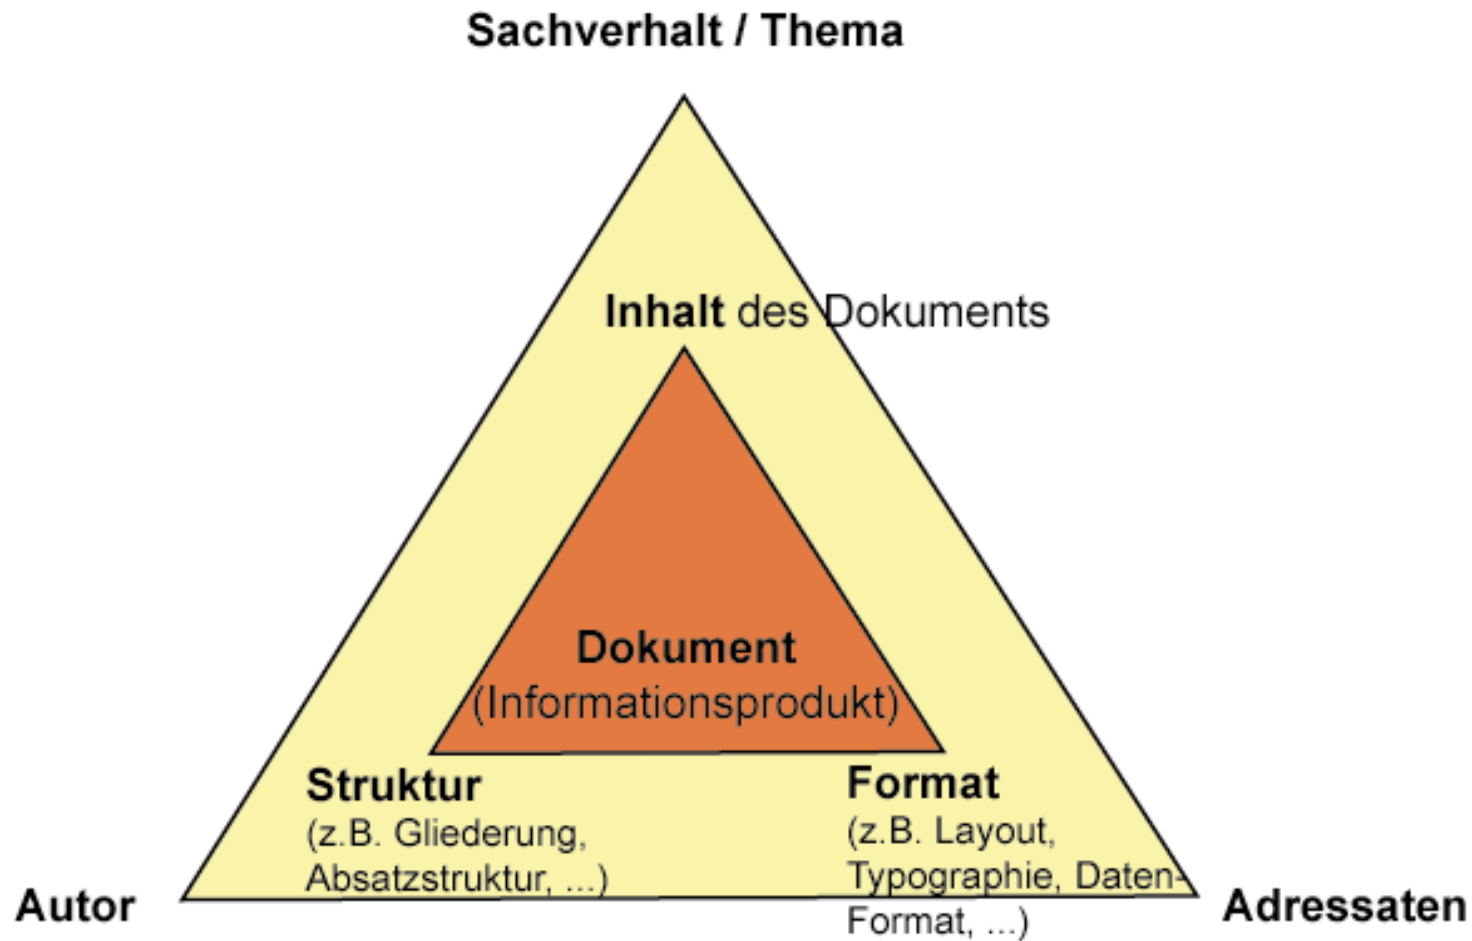 Sachverhalt / Thema
Inhalt des Dokuments
Dokument
(Informationsprodukt)
Struktur
(z.B. Gliederung,
Absatzstruktur, ...)
Format
(z.B. Layout,
Typographie, Daten-
Format, ...)
Autor
Adressaten